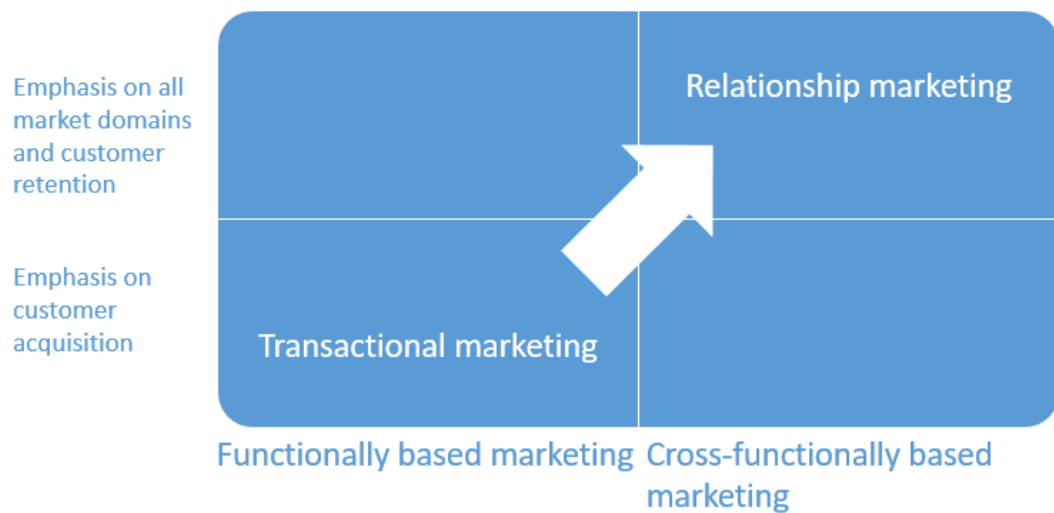 Emphasis on all
market domains
and customer
retention
Relationship marketing
Emphasis on
customer
acquisition
Transactional marketing
Functionally based marketing
Cross-functionally based
marketing